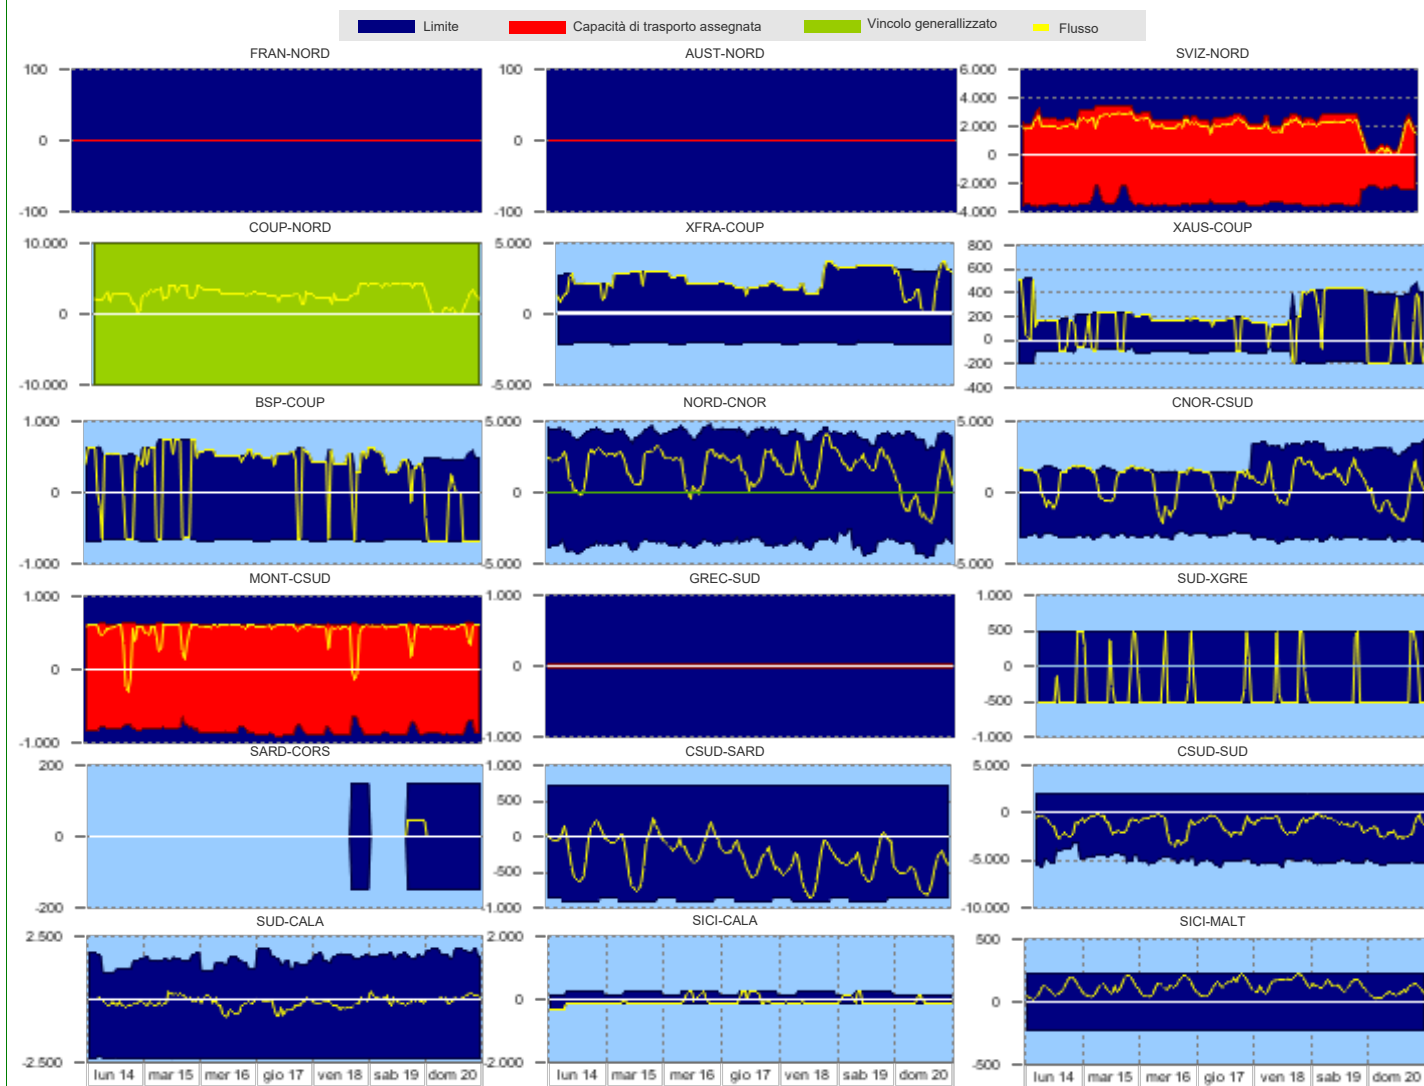 Limite Capacità di trasporto assegnata Vincolo generallizzato Flusso
FRAN-NORD AUST-NORD SVIZ-NORD
100 0 -100
100 0 -100
6.000 4.000 2.000 0 -2.000 -4.000
COUP-NORD XFRA-COUP XAUS-COUP
10.000 0 -10.000
5.000 0 -5.000
800 600 400 200 0 -200 -400
BSP-COUP NORD-CNOR CNOR-CSUD
1.000 0 -1.000
5.000 0 -5.000
5.000 0 -5.000
MONT-CSUD GREC-SUD SUD-XGRE
1.000 0 -1.000
1.000 0 -1.000
1.000 500 0 -500 -1.000
SARD-CORS CSUD-SARD CSUD-SUD
200 0 -200
1.000 500 0 -500 -1.000
5.000 0 -5.000 -10.000
SUD-CALA SICI-CALA SICI-MALT
2.500 0 -2.500
2.000 0 -2.000
500 0 -500
lun 14 mar 15 mer 16 gio 17 ven 18 sab 19 dom 20
lun 14 mar 15 mer 16 gio 17 ven 18 sab 19 dom 20
lun 14 mar 15 mer 16 gio 17 ven 18 sab 19 dom 20